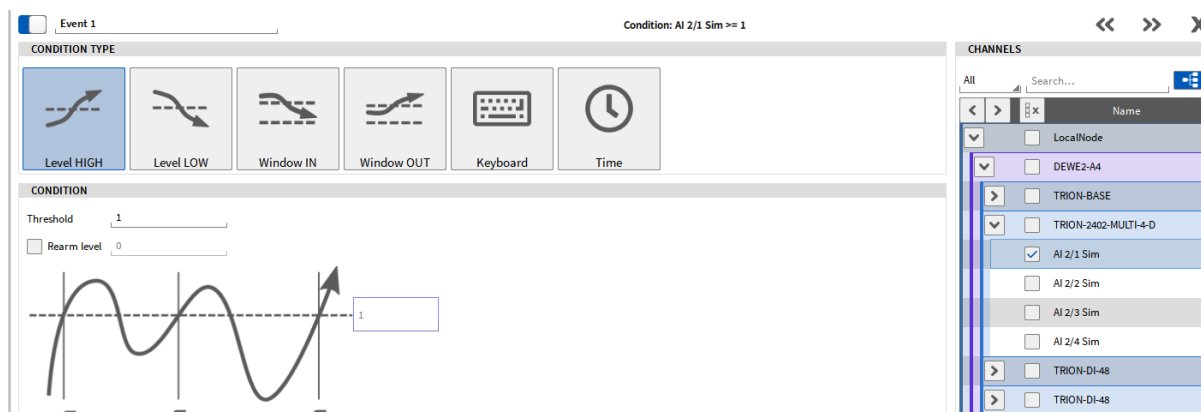 Event 1
Condition: AI 2/1 Sim >= 1
CONDITION TYPE
Level HIGH
Level LOW
Window IN
Window OUT
Keyboard
Time
CONDITION
Threshold 1
Rearm level 0
1
CHANNELS
All Search...
Name
LocalNode
DEWE2-A4
TRION-BASE
TRION-2402-MULTI-4-D
AI 2/1 Sim
AI 2/2 Sim
AI 2/3 Sim
AI 2/4 Sim
TRION-DI-48
TRION-DI-48